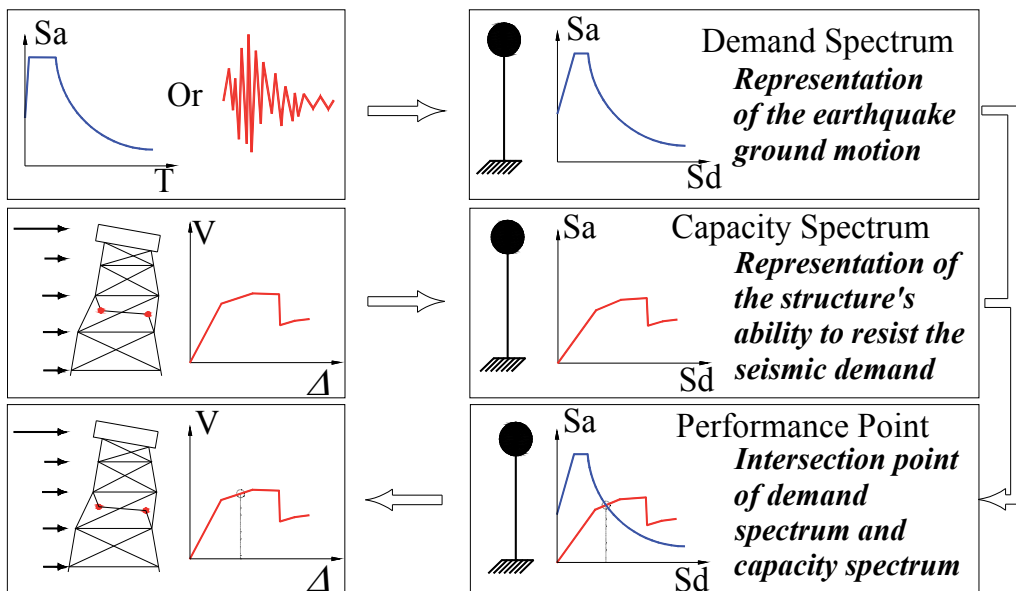 Sa
Or
T
Sa
Sd
Demand Spectrum
Representation
of the earthquake
ground motion
V
Δ
Sa
Sd
Capacity Spectrum
Representation of
the structure's
ability to resist the
seismic demand
V
Δ
Sa
Sd
Performance Point
Intersection point
of demand
spectrum and
capacity spectrum